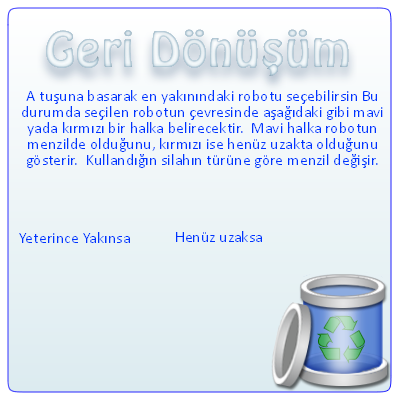 Geri Dönüşüm
A tuşuna basarak en yakınındaki robotu seçebilirsin Bu
durumda seçilen robotun çevresinde aşağıdaki gibi mavi
yada kırmızı bir halka belirecektir. Mavi halka robotun
menzilde olduğunu, kırmızı ise henüz uzakta olduğunu
gösterir. Kullandığın silahın türüne göre menzil değişir.
Yeterince Yakınsa
Henüz uzaksa